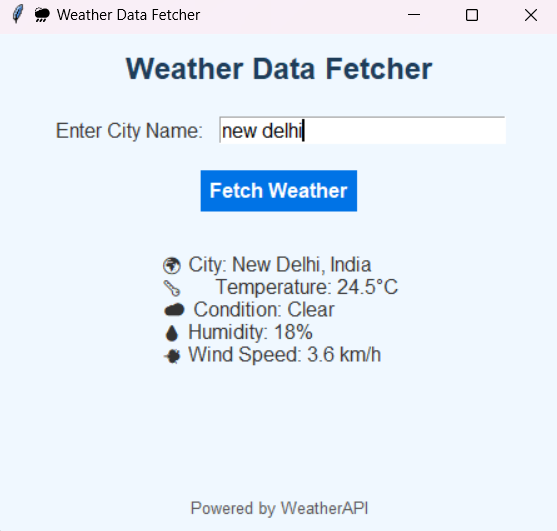 🌧 Weather Data Fetcher
Weather Data Fetcher
Enter City Name: new delhi
Fetch Weather
🌍 City: New Delhi, India
🌡 Temperature: 24.5°C
☁ Condition: Clear
💧 Humidity: 18%
🌬 Wind Speed: 3.6 km/h
Powered by WeatherAPI